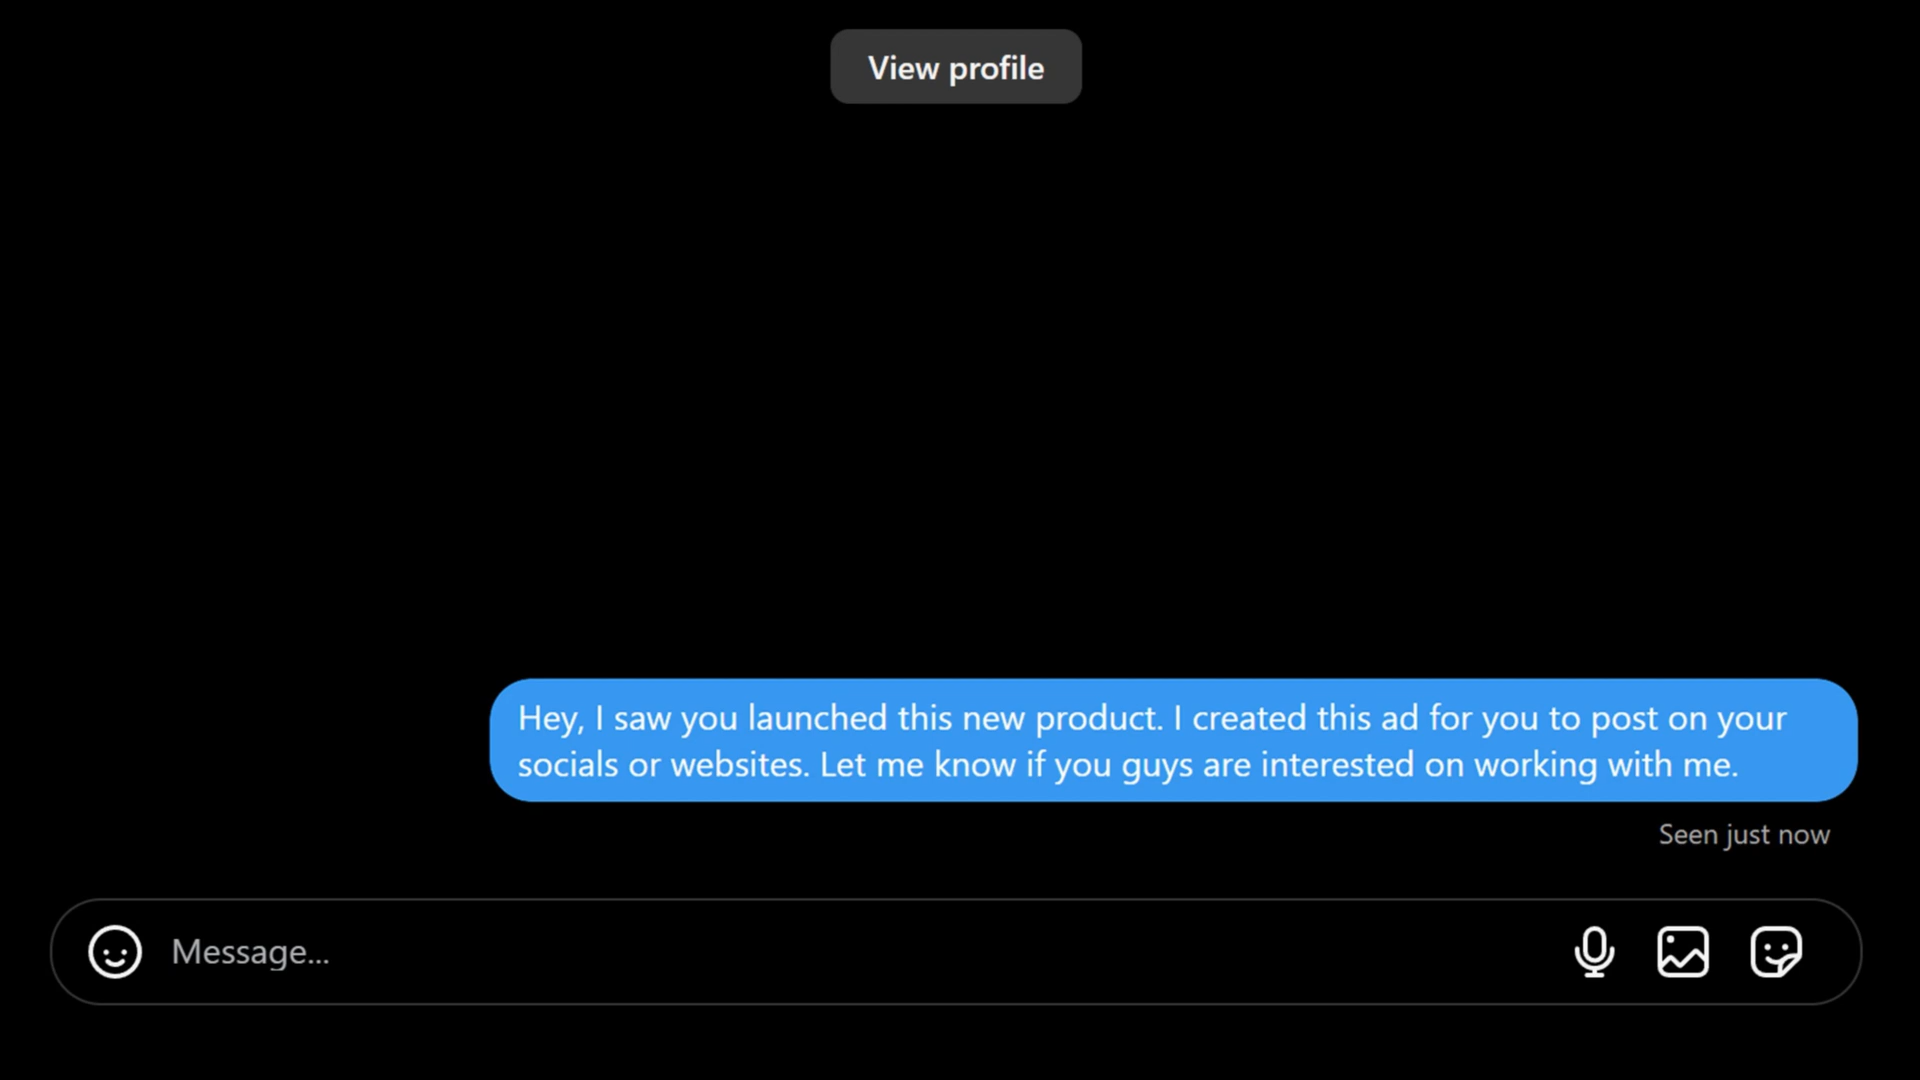 View profile
Hey, I saw you launched this new product. I created this ad for you to post on your
socials or websites. Let me know if you guys are interested on working with me.
Seen just now
Message...